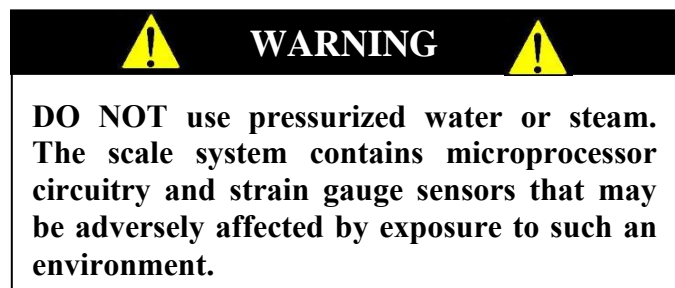 WARNING
DO NOT use pressurized water or steam.
The scale system contains microprocessor
circuitry and strain gauge sensors that may
be adversely affected by exposure to such an
environment.